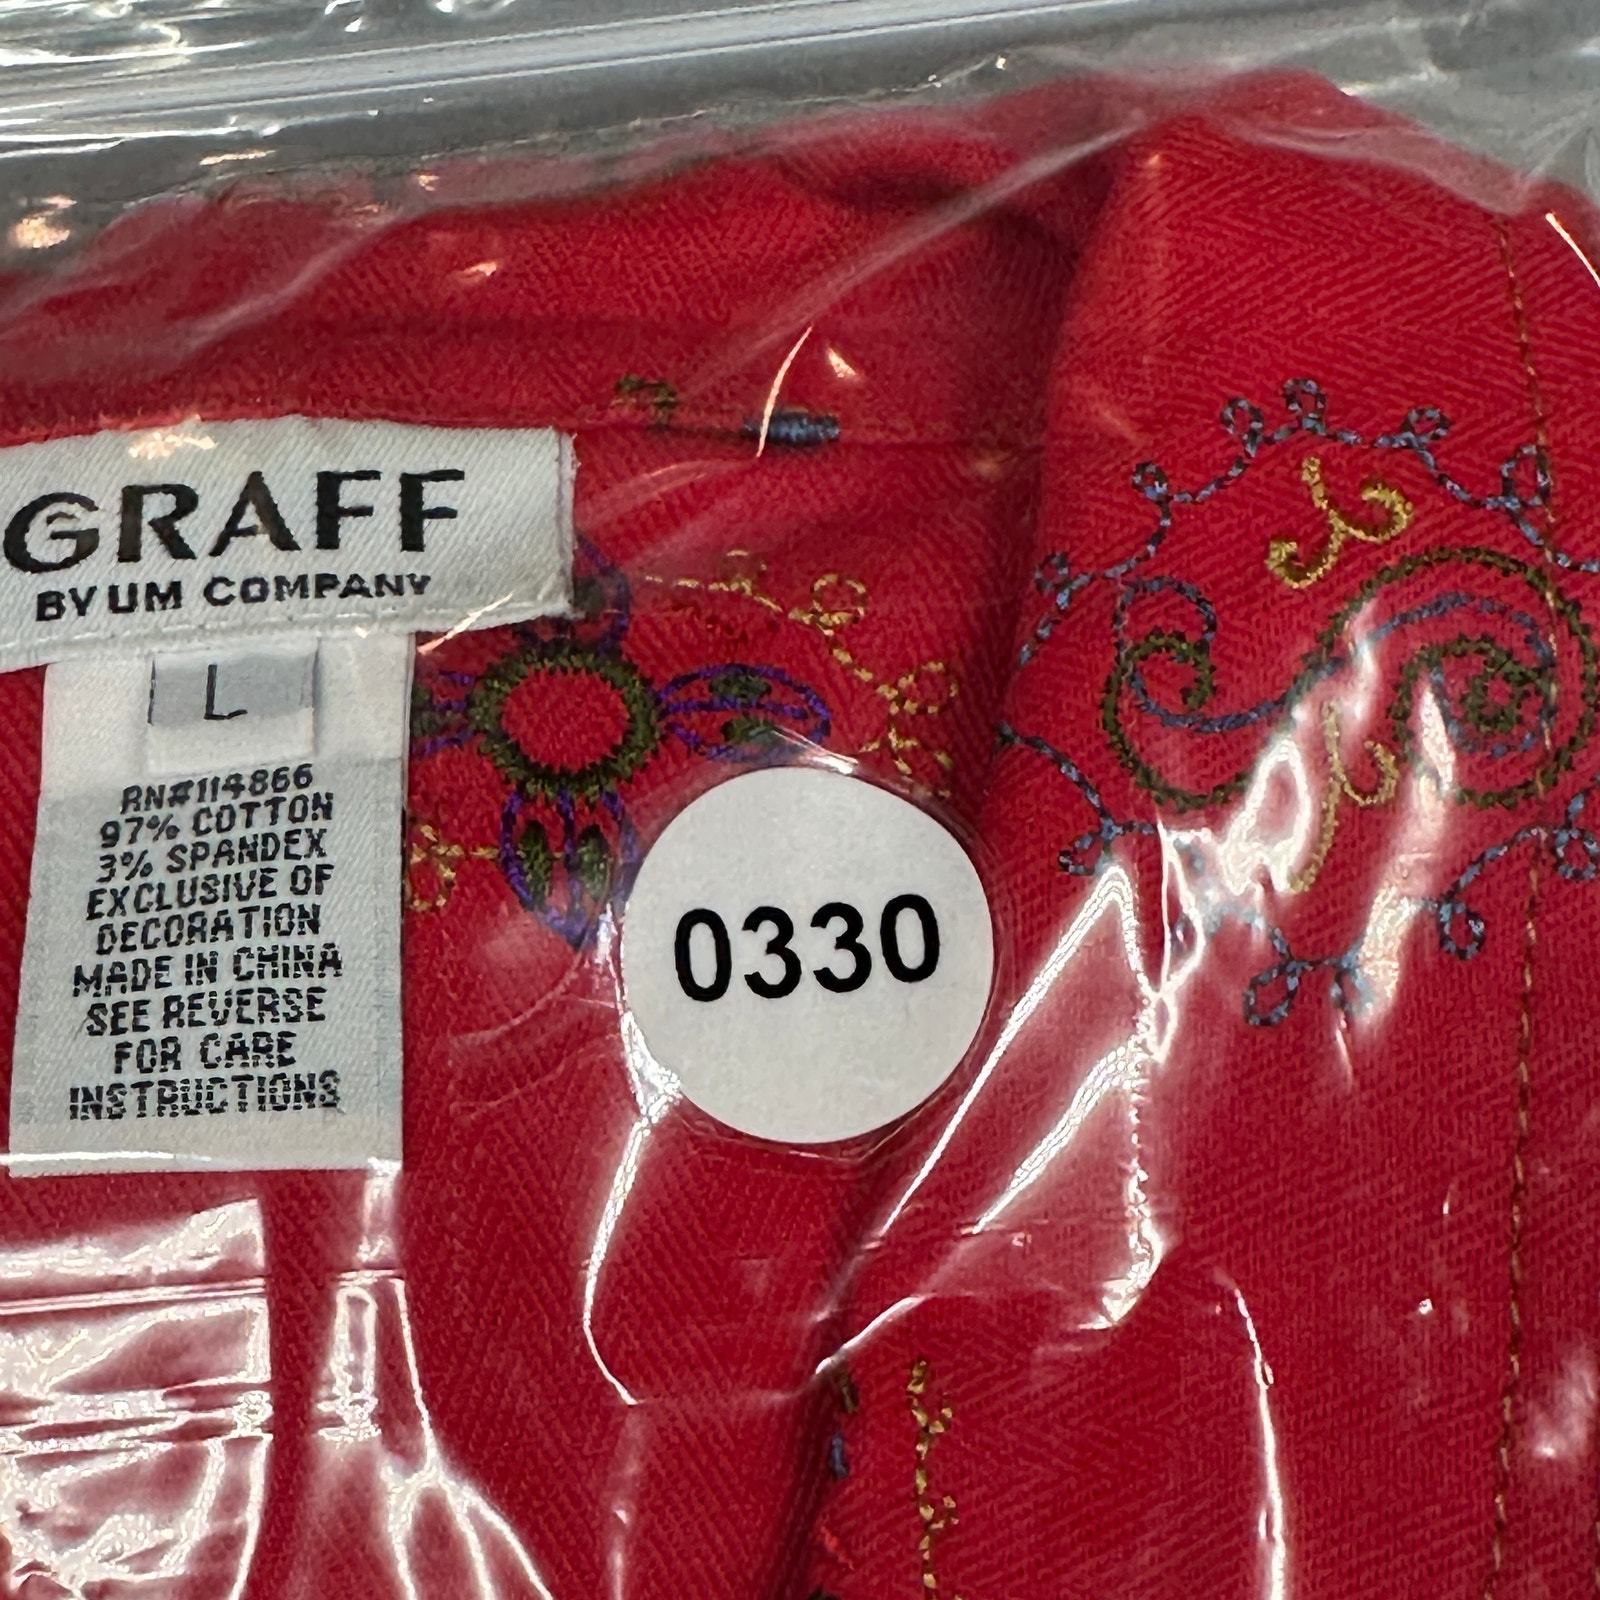 GRAFF
BY UM COMPANY
L
RN#114866
97% COTTON
3% SPANDEX
EXCLUSIVE OF
DECORATION
MADE IN CHINA
SEE REVERSE
FOR CARE
INSTRUCTIONS
0330